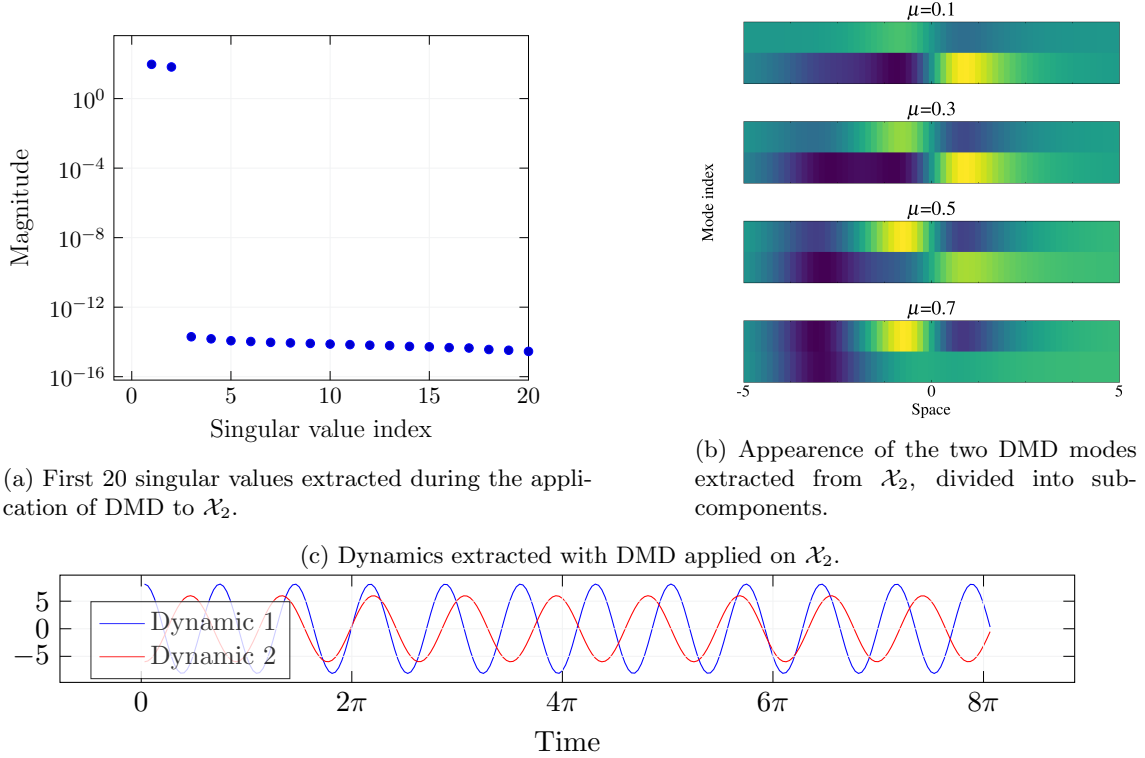 10^0
10^−4
10^−8
10^−12
10^−16
Magnitude
0 5 10 15 20
Singular value index
(a) First 20 singular values extracted during the appli-
cation of DMD to 𝒳₂.
μ=0.1
μ=0.3
μ=0.5
μ=0.7
Mode index
-5 0 5
Space
(b) Appearence of the two DMD modes
extracted from 𝒳₂, divided into sub-
components.
(c) Dynamics extracted with DMD applied on 𝒳₂.
5
0
−5
Dynamic 1
Dynamic 2
0 2π 4π 6π 8π
Time